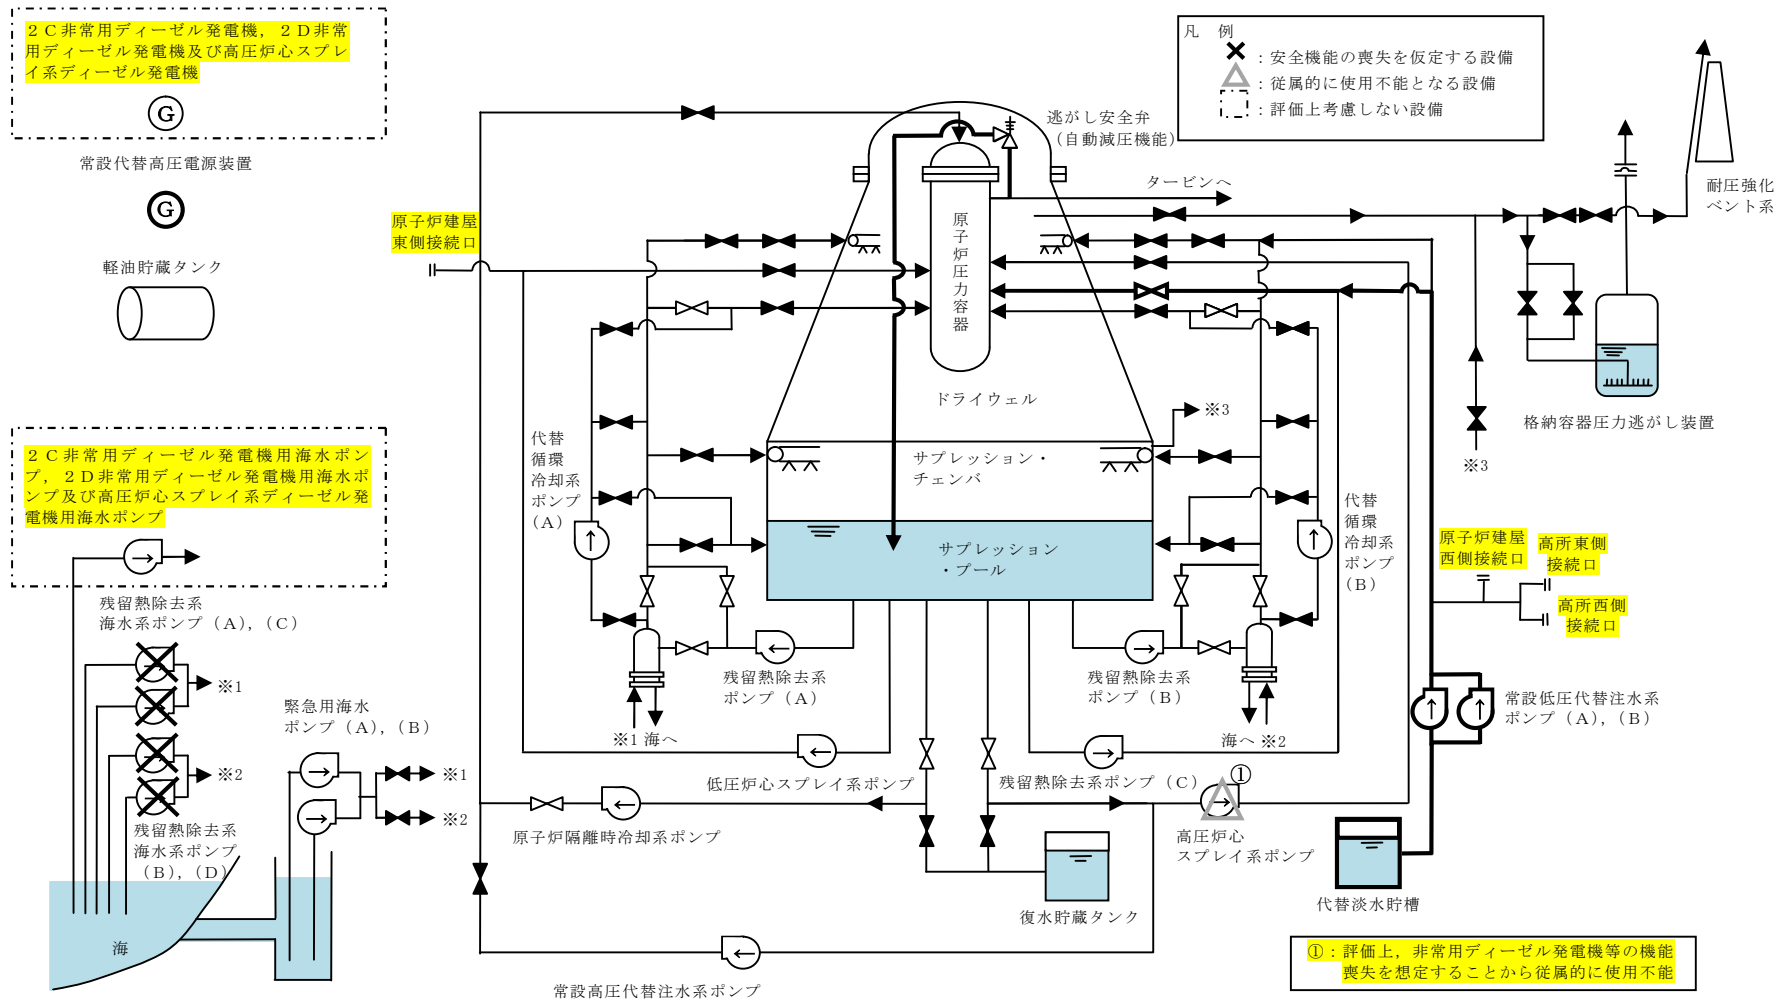 ２Ｃ非常用ディーゼル発電機，２Ｄ非常
用ディーゼル発電機及び高圧炉心スプレ
イ系ディーゼル発電機
G
常設代替高圧電源装置
G
軽油貯蔵タンク
２Ｃ非常用ディーゼル発電機用海水ポン
プ，２Ｄ非常用ディーゼル発電機用海水ポ
ンプ及び高圧炉心スプレイ系ディーゼル発
電機用海水ポンプ
残留熱除去系
海水系ポンプ（A），（C）
※1
※2
残留熱除去系
海水系ポンプ
（B），（D）
海
緊急用海水
ポンプ（A），（B）
※1
※2
原子炉建屋
東側接続口
代替
循環
冷却系
ポンプ
（A）
逃がし安全弁
（自動減圧機能）
タービンへ
原子炉圧力容器
ドライウェル
サプレッション・
チェンバ
サプレッション
・プール
※3
代替
循環
冷却系
ポンプ
（B）
残留熱除去系
ポンプ（A）
※1 海へ
残留熱除去系
ポンプ（B）
海へ ※2
低圧炉心スプレイ系ポンプ
残留熱除去系ポンプ（C）
①
原子炉隔離時冷却系ポンプ
高圧炉心
スプレイ系ポンプ
復水貯蔵タンク
常設高圧代替注水系ポンプ
凡　例
：安全機能の喪失を仮定する設備
：従属的に使用不能となる設備
：評価上考慮しない設備
耐圧強化
ベント系
格納容器圧力逃がし装置
※3
原子炉建屋
西側接続口
高所東側
接続口
高所西側
接続口
常設低圧代替注水系
ポンプ（A），（B）
代替淡水貯槽
①：評価上，非常用ディーゼル発電機等の機能
喪失を想定することから従属的に使用不能